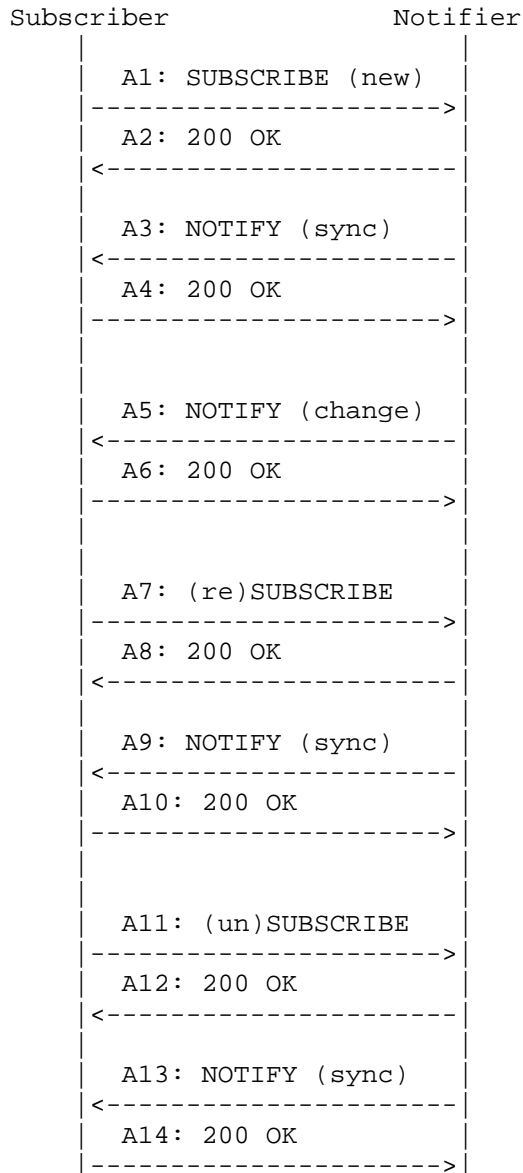 Subscriber Notifier
A1: SUBSCRIBE (new)
A2: 200 OK
A3: NOTIFY (sync)
A4: 200 OK
A5: NOTIFY (change)
A6: 200 OK
A7: (re)SUBSCRIBE
A8: 200 OK
A9: NOTIFY (sync)
A10: 200 OK
A11: (un)SUBSCRIBE
A12: 200 OK
A13: NOTIFY (sync)
A14: 200 OK